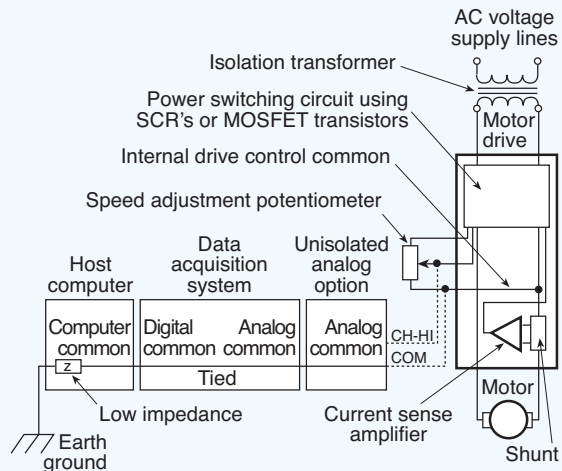 AC voltage
supply lines
Isolation transformer
Power switching circuit using
SCR's or MOSFET transistors
Motor
drive
Internal drive control common
Speed adjustment potentiometer
Host
computer
Data
acquisition
system
Unisolated
analog
option
Computer
common
Digital
common
Analog
common
Analog
common
CH-HI
COM
Z
Tied
Low impedance
Earth
ground
Current sense
amplifier
Motor
Shunt